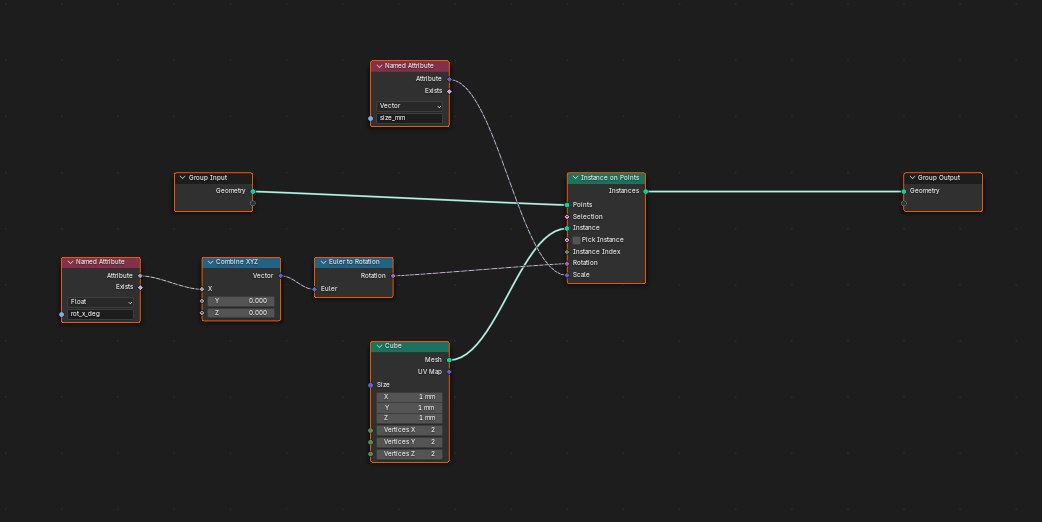 Named Attribute
Attribute
Exists
Vector
size_mm
Group Input
Geometry
Instance on Points
Instances
Points
Selection
Instance
Pick Instance
Instance Index
Rotation
Scale
Group Output
Geometry
Named Attribute
Attribute
Exists
Float
rot_x_deg
Combine XYZ
Vector
X
Y 0.000
Z 0.000
Euler to Rotation
Rotation
Euler
Cube
Mesh
UV Map
Size
X 1 mm
Y 1 mm
Z 1 mm
Vertices X 2
Vertices Y 2
Vertices Z 2